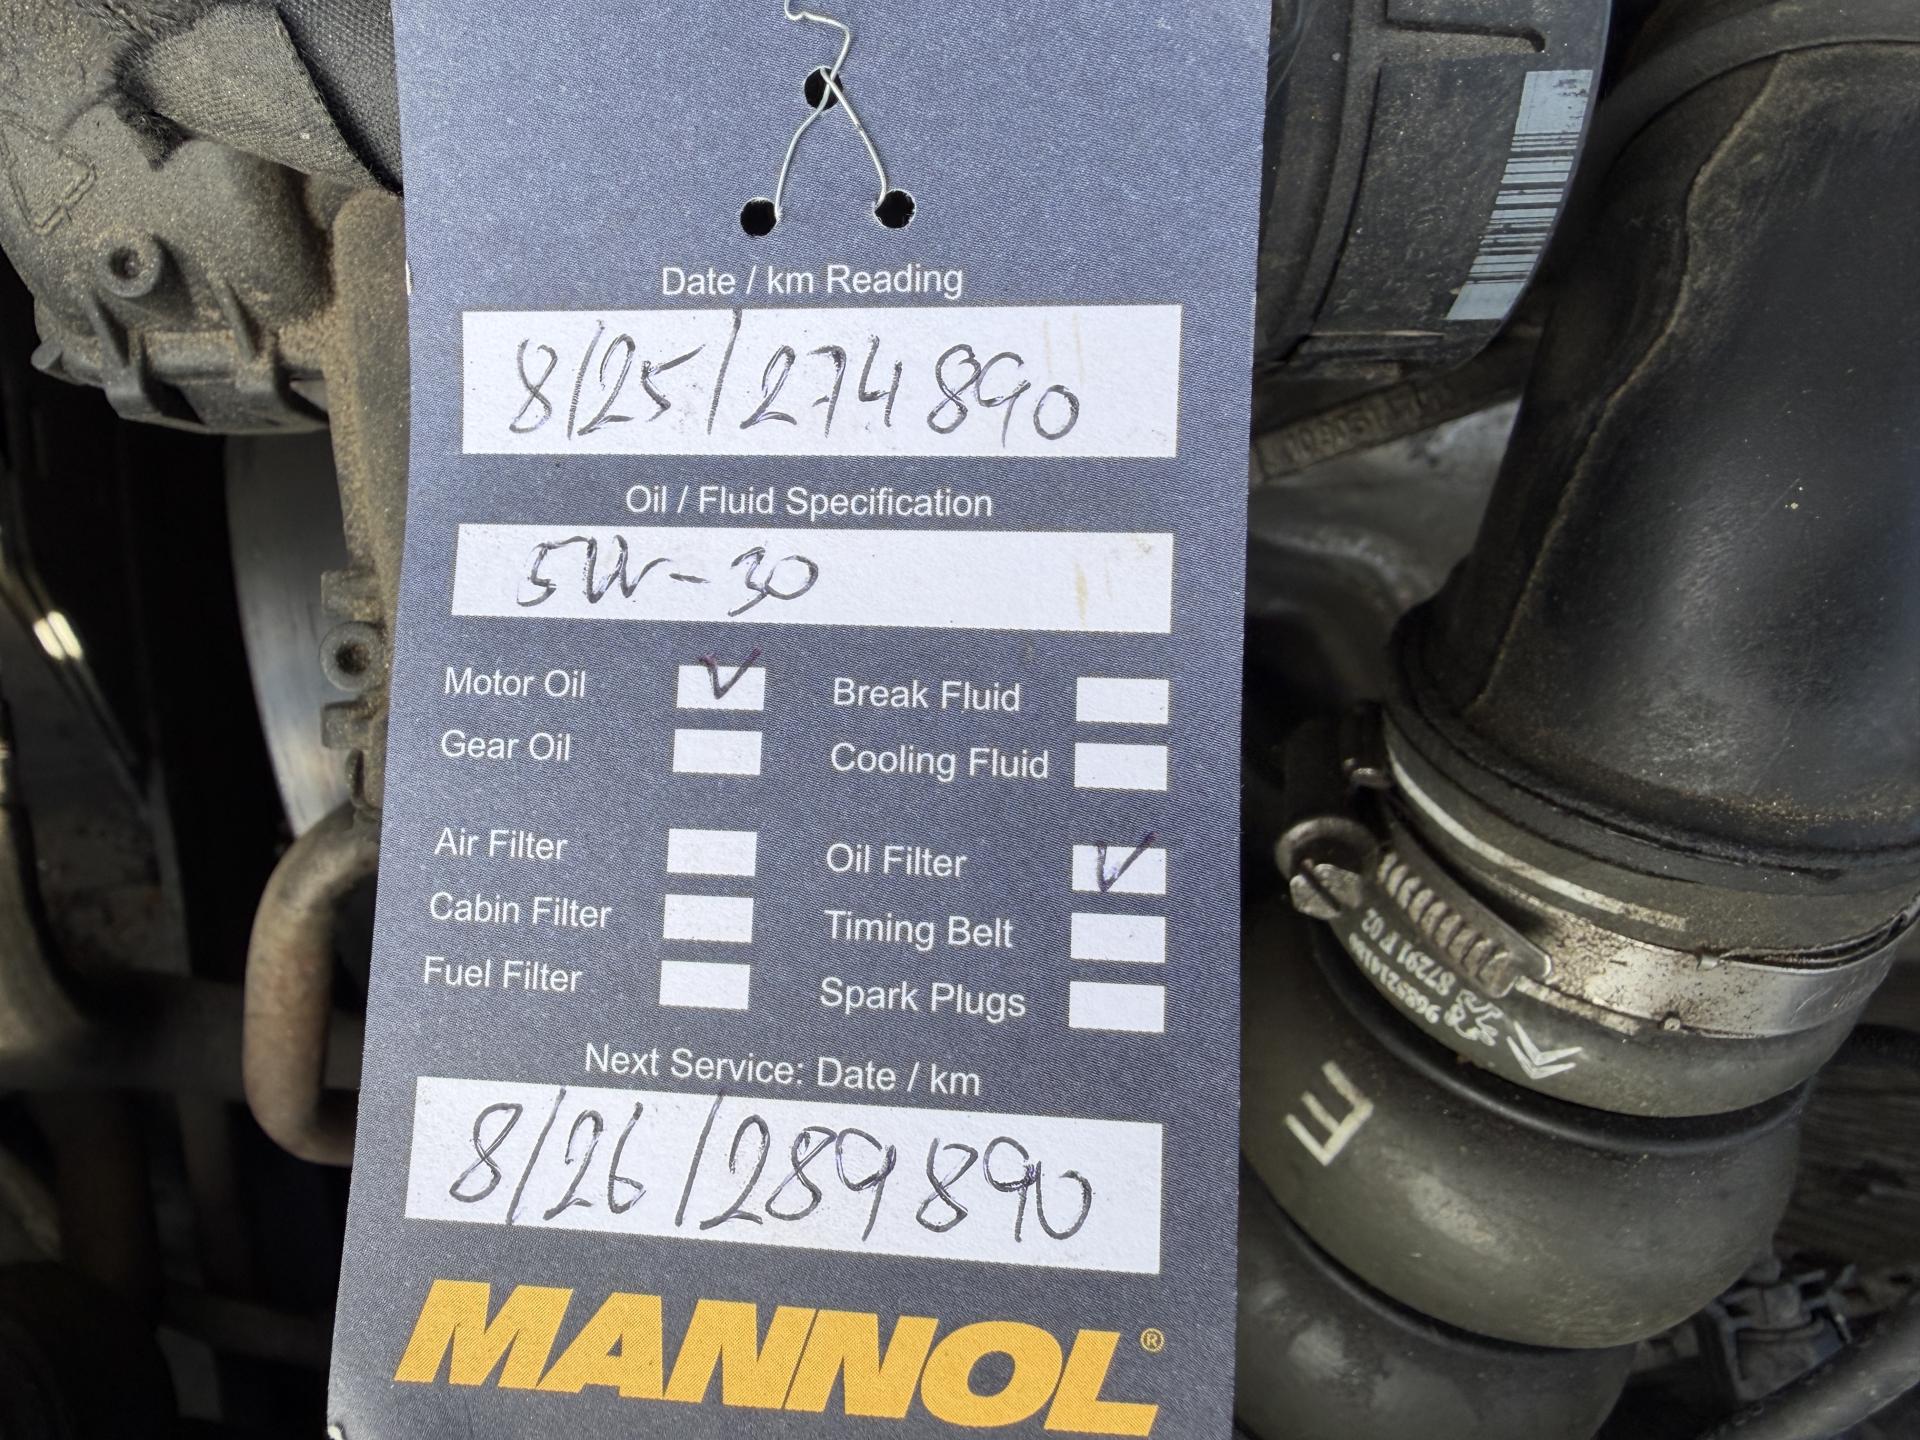 Date / km Reading
8/25/274890
Oil / Fluid Specification
5W-30
Motor Oil V Break Fluid
Gear Oil Cooling Fluid
Air Filter Oil Filter V
Cabin Filter Timing Belt
Fuel Filter Spark Plugs
Next Service: Date / km
8/26/289890
MANNOL®
E